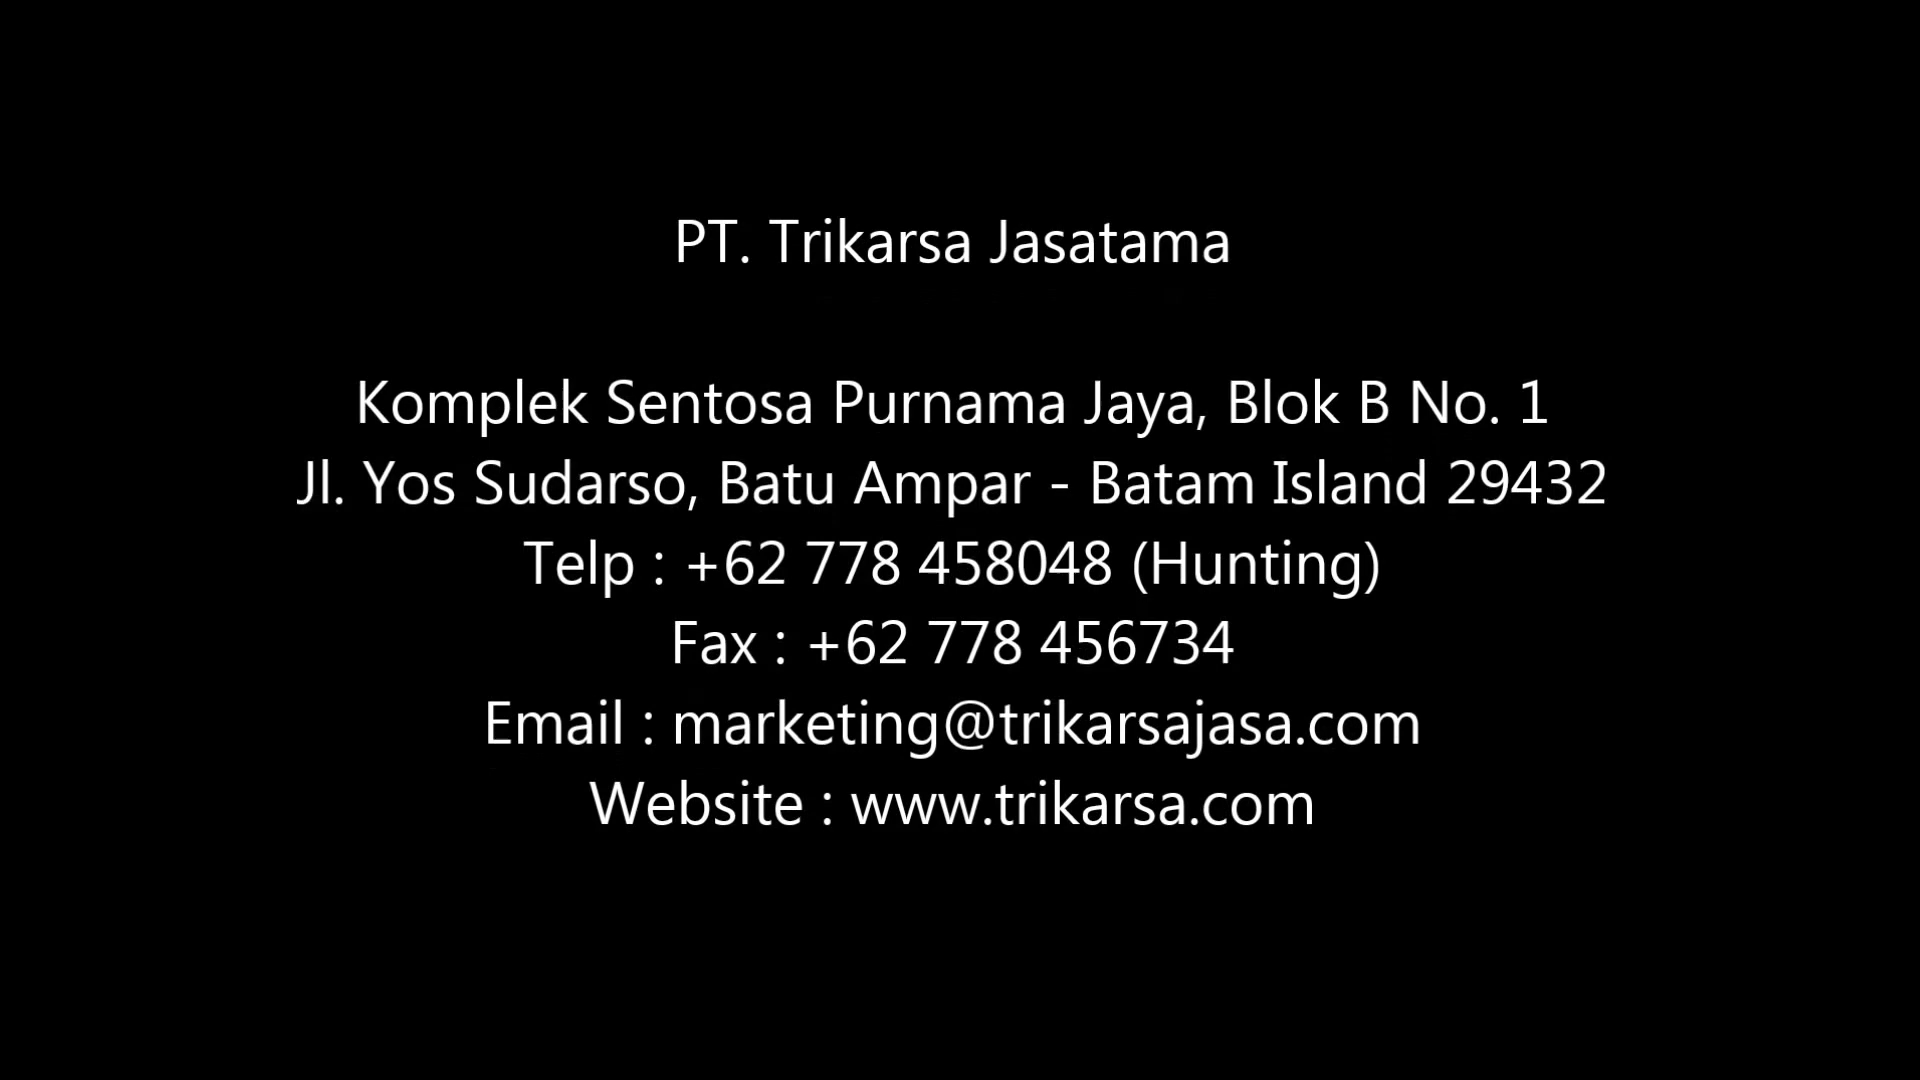 PT. Trikarsa Jasatama
Komplek Sentosa Purnama Jaya, Blok B No. 1
Jl. Yos Sudarso, Batu Ampar - Batam Island 29432
Telp : +62 778 458048 (Hunting)
Fax : +62 778 456734
Email : marketing@trikarsajasa.com
Website : www.trikarsa.com